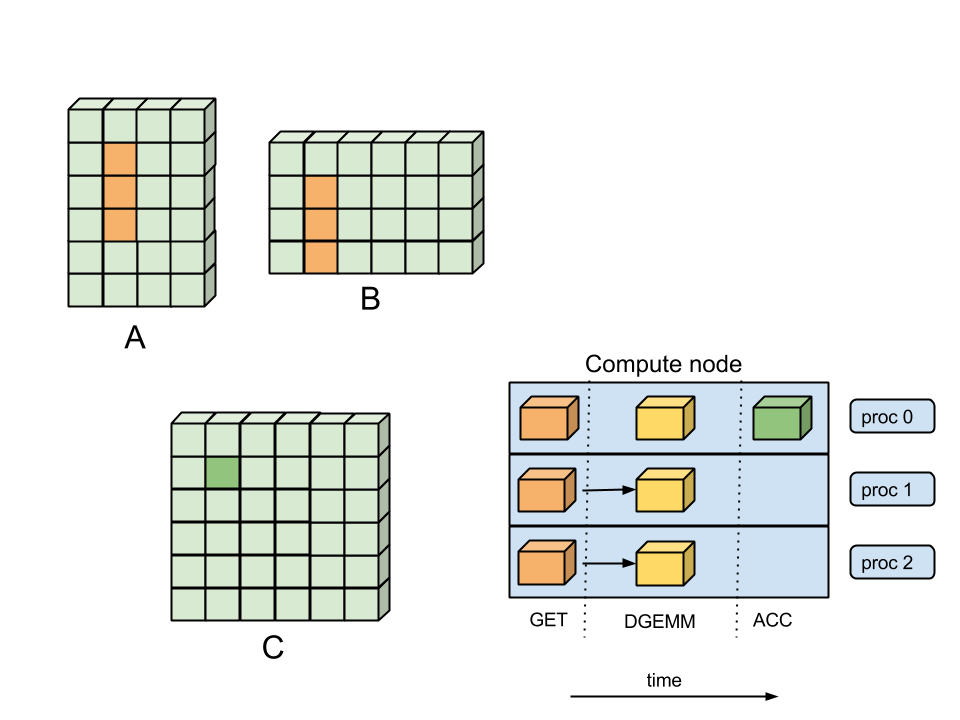 A
B
C
Compute node
proc 0
proc 1
proc 2
GET
DGEMM
ACC
time